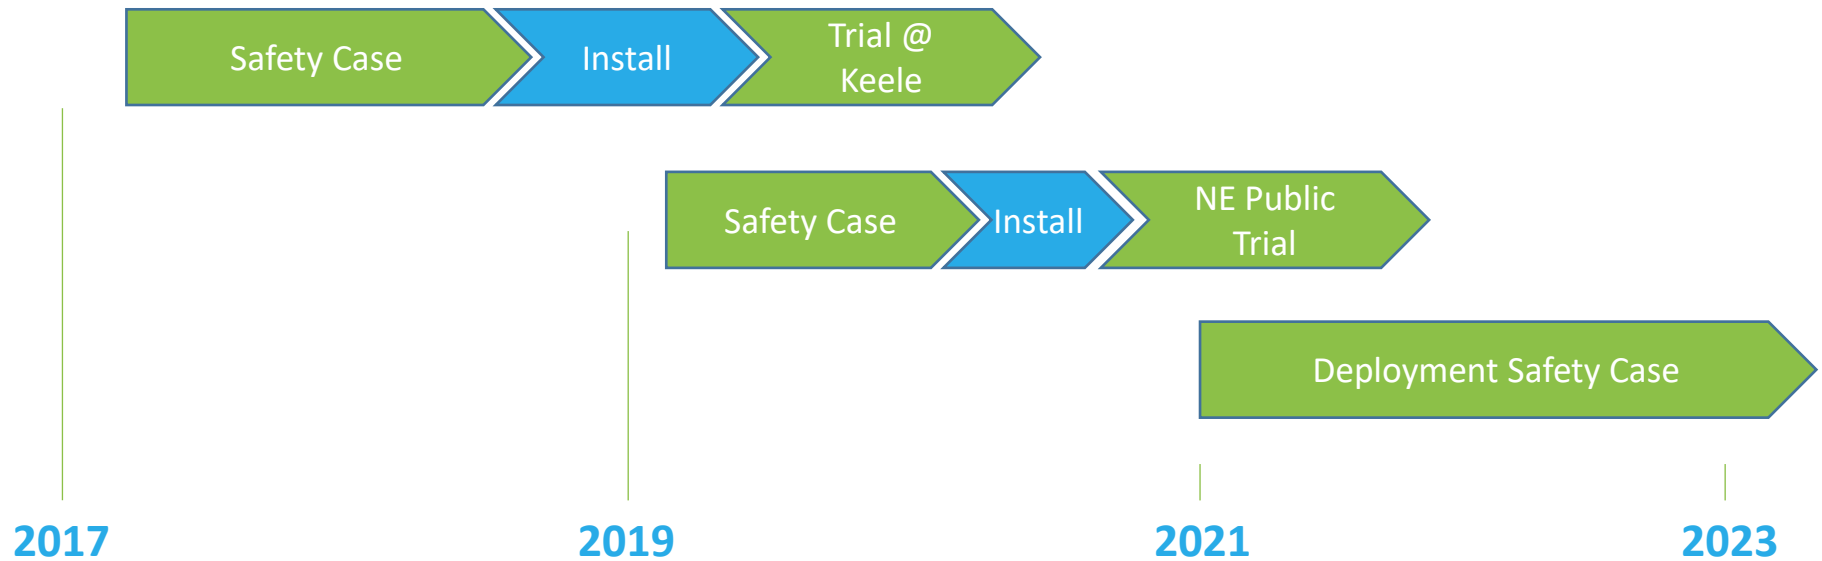 Safety Case
Install
Trial @
Keele
Safety Case
Install
NE Public
Trial
Deployment Safety Case
2017
2019
2021
2023